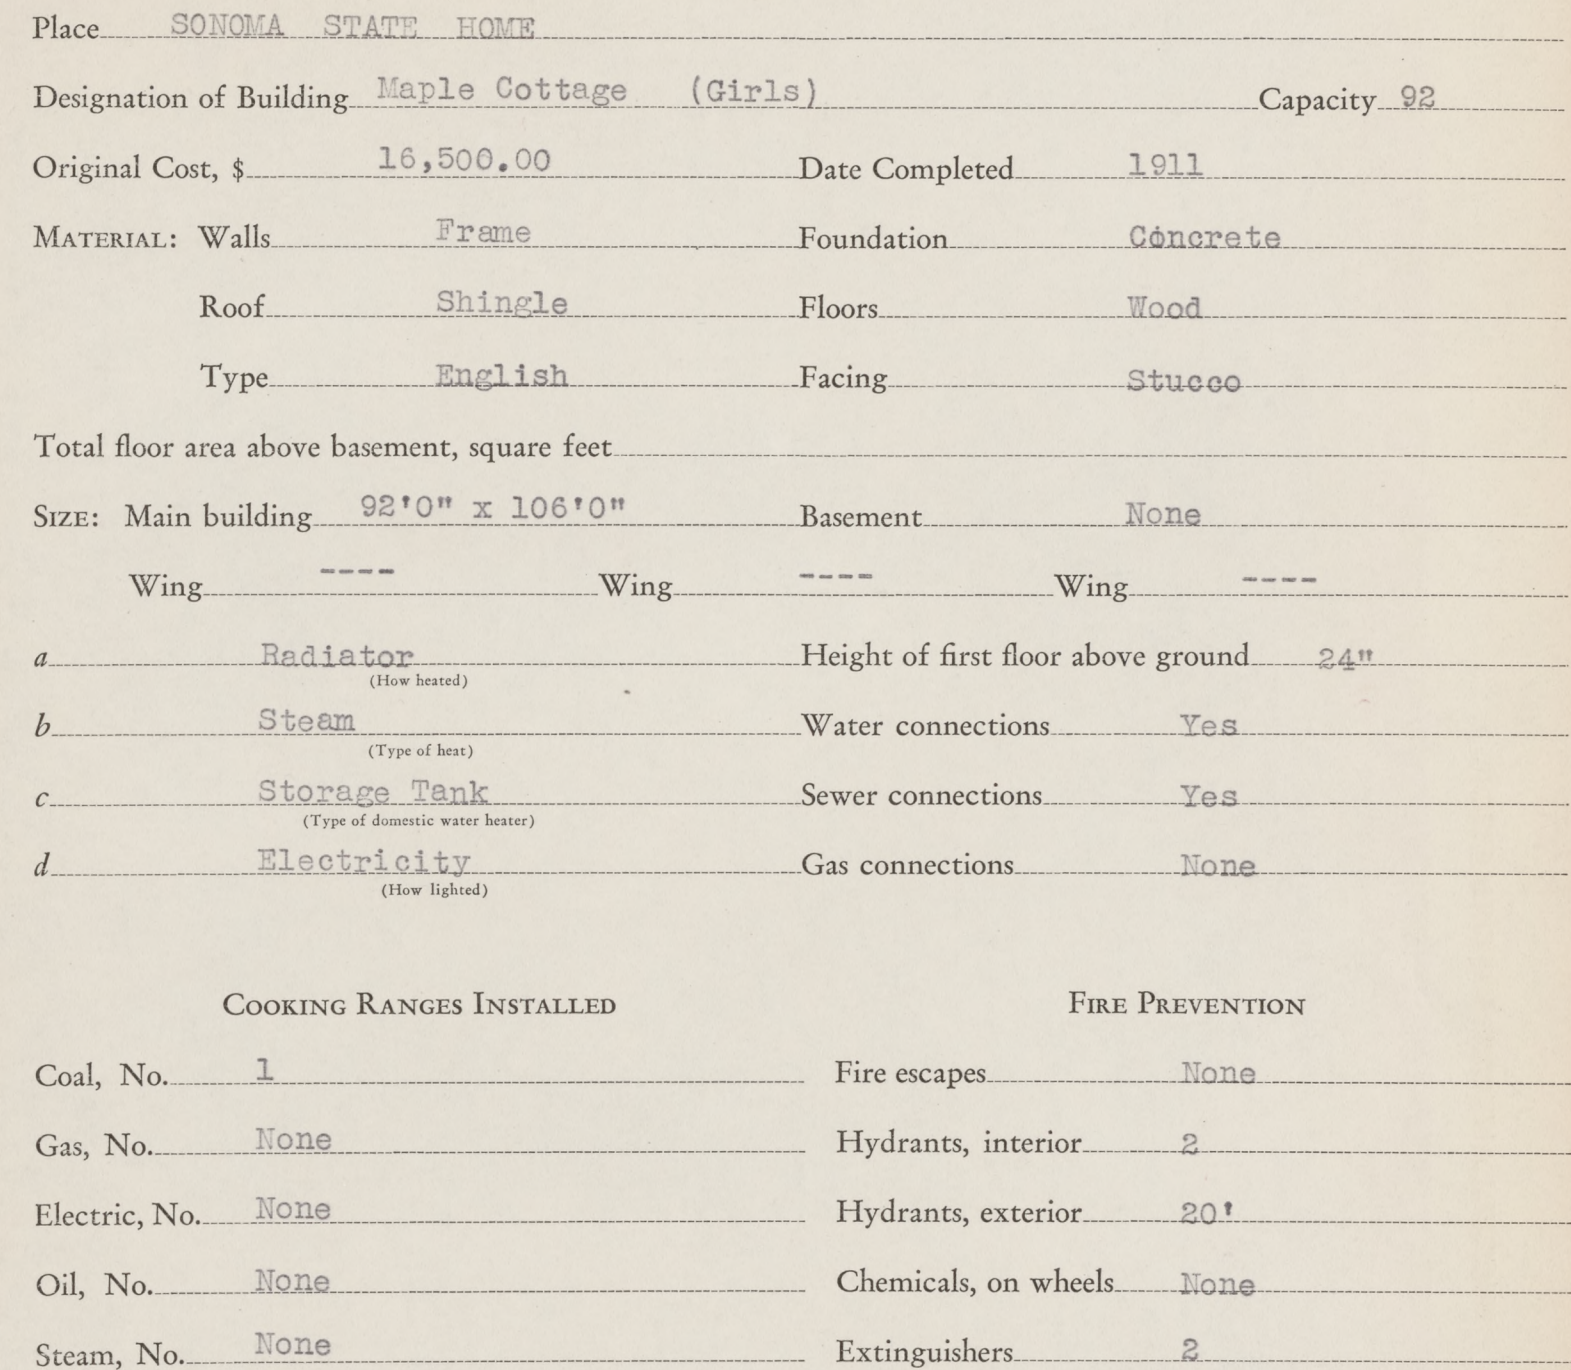 Place SONOMA STATE HOME
Designation of Building Maple Cottage (Girls) Capacity 92
Original Cost, $ 16,500.00 Date Completed 1911
MATERIAL: Walls Frame Foundation Concrete
Roof Shingle Floors Wood
Type English Facing Stucco
Total floor area above basement, square feet
SIZE: Main building 92'0" x 106'0" Basement None
Wing ---- Wing ---- Wing ----
a Radiator Height of first floor above ground 24"
(How heated)
b Steam Water connections Yes
(Type of heat)
c Storage Tank Sewer connections Yes
(Type of domestic water heater)
d Electricity Gas connections None
(How lighted)
COOKING RANGES INSTALLED FIRE PREVENTION
Coal, No. 1 Fire escapes None
Gas, No. None Hydrants, interior 2
Electric, No. None Hydrants, exterior 20'
Oil, No. None Chemicals, on wheels None
Steam, No. None Extinguishers 2